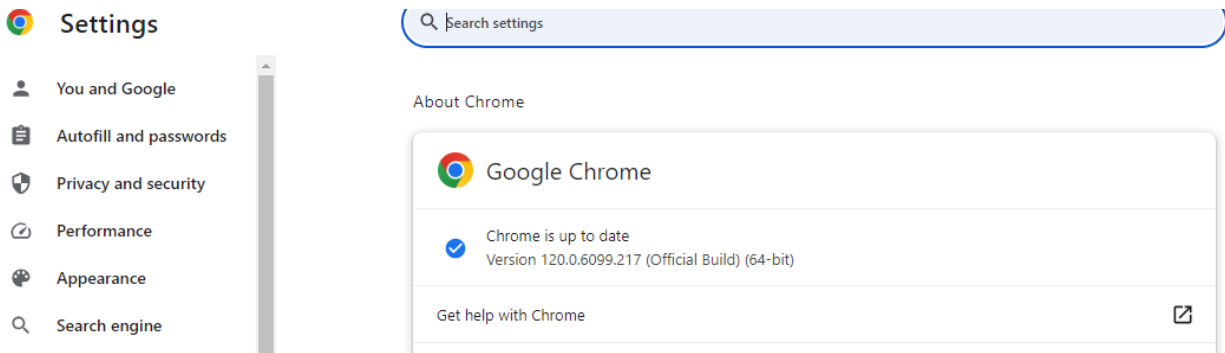 Settings
Search settings
You and Google
Autofill and passwords
Privacy and security
Performance
Appearance
Search engine
About Chrome
Google Chrome
Chrome is up to date
Version 120.0.6099.217 (Official Build) (64-bit)
Get help with Chrome